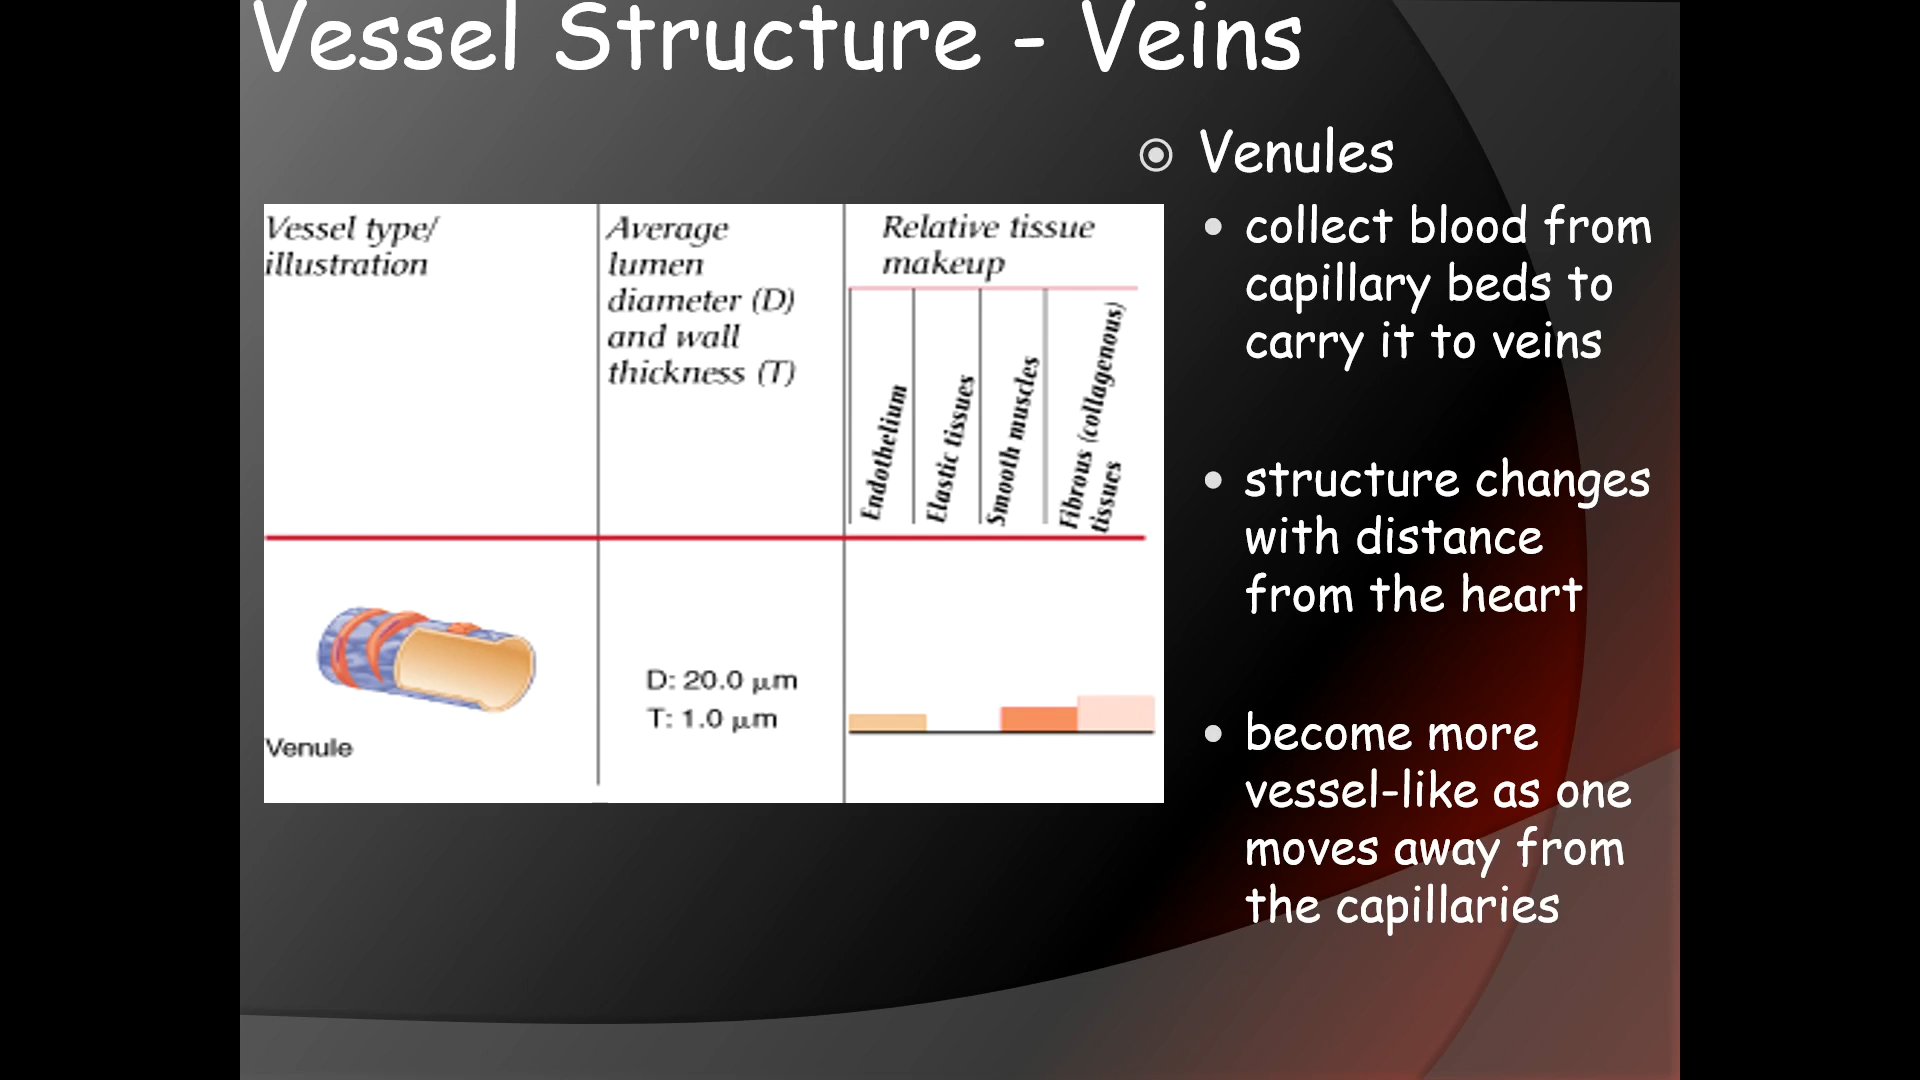 Vessel Structure - Veins
Vessel type/
illustration
Average
lumen
diameter (D)
and wall
thickness (T)
Relative tissue
makeup
Endothelium
Elastic tissues
Smooth muscles
Fibrous (collagenous)
tissues
Venule
D: 20.0 μm
T: 1.0 μm
Venules
collect blood from
capillary beds to
carry it to veins
structure changes
with distance
from the heart
become more
vessel-like as one
moves away from
the capillaries